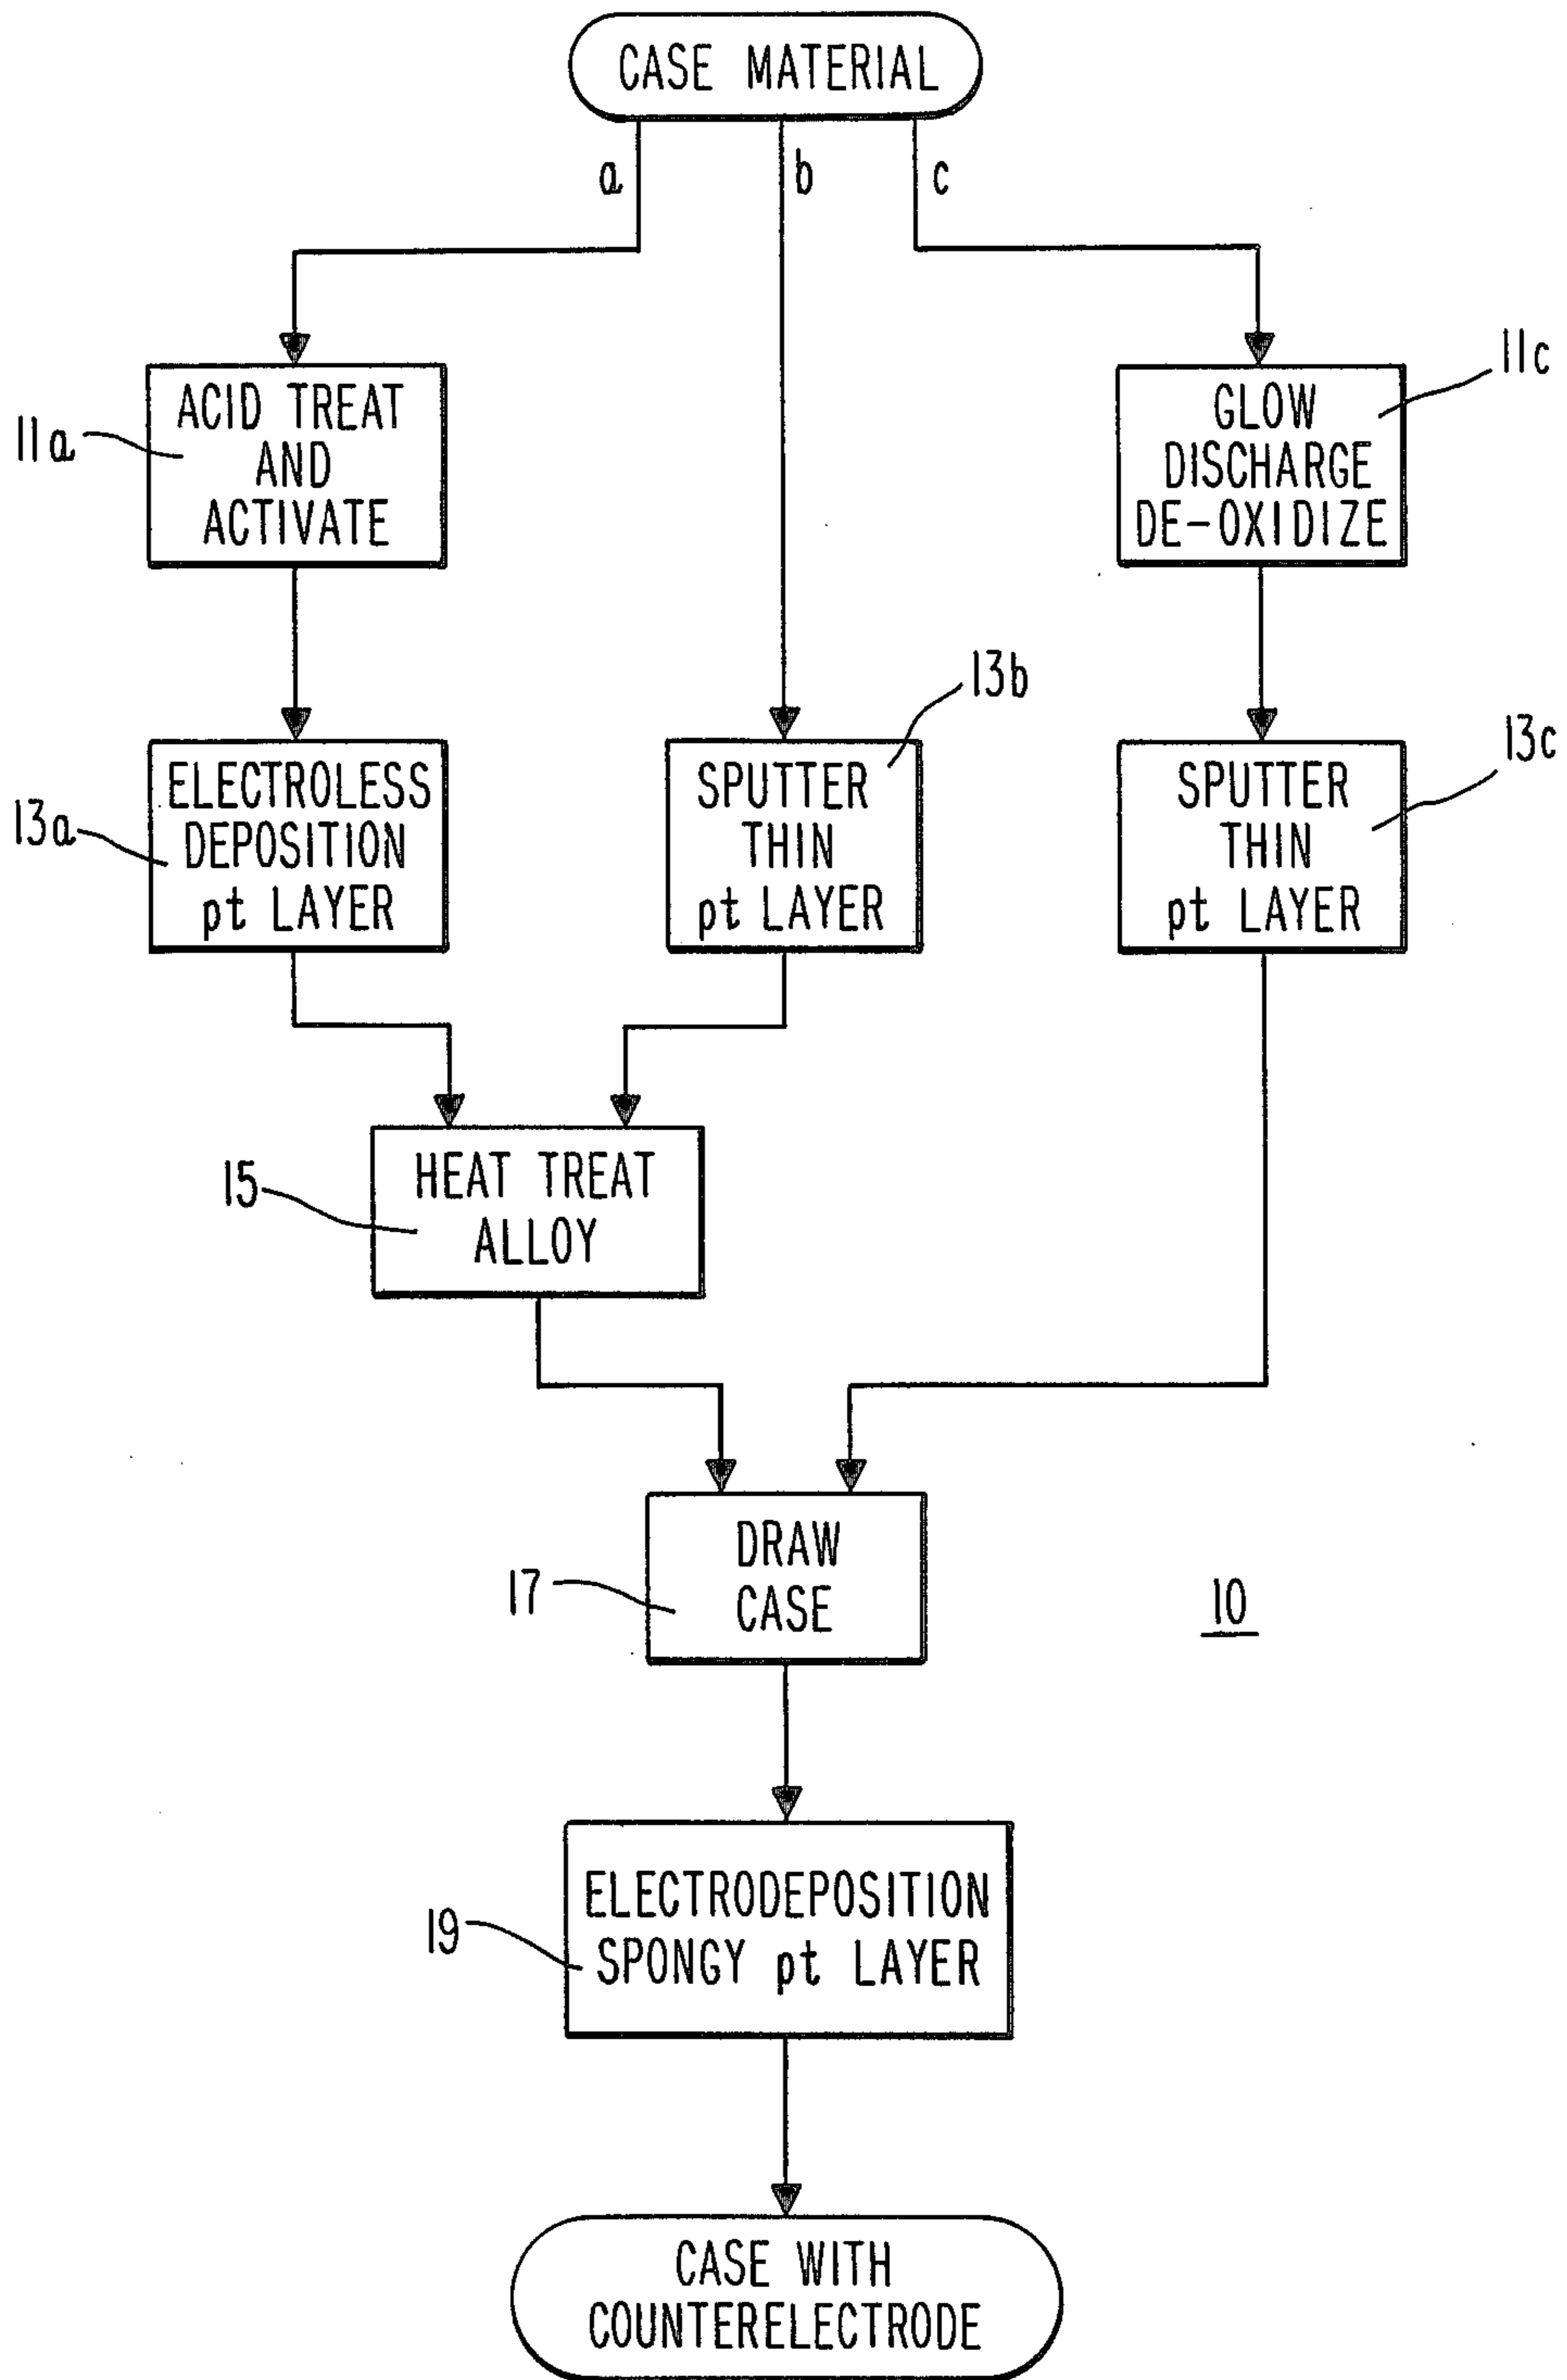 CASE MATERIAL
a
b
c
11a
ACID TREAT
AND
ACTIVATE
GLOW
DISCHARGE
DE-OXIDIZE
11c
13a
ELECTROLESS
DEPOSITION
pt LAYER
SPUTTER
THIN
pt LAYER
13b
SPUTTER
THIN
pt LAYER
13c
15
HEAT TREAT
ALLOY
17
DRAW
CASE
10
19
ELECTRODEPOSITION
SPONGY pt LAYER
CASE WITH
COUNTERELECTRODE